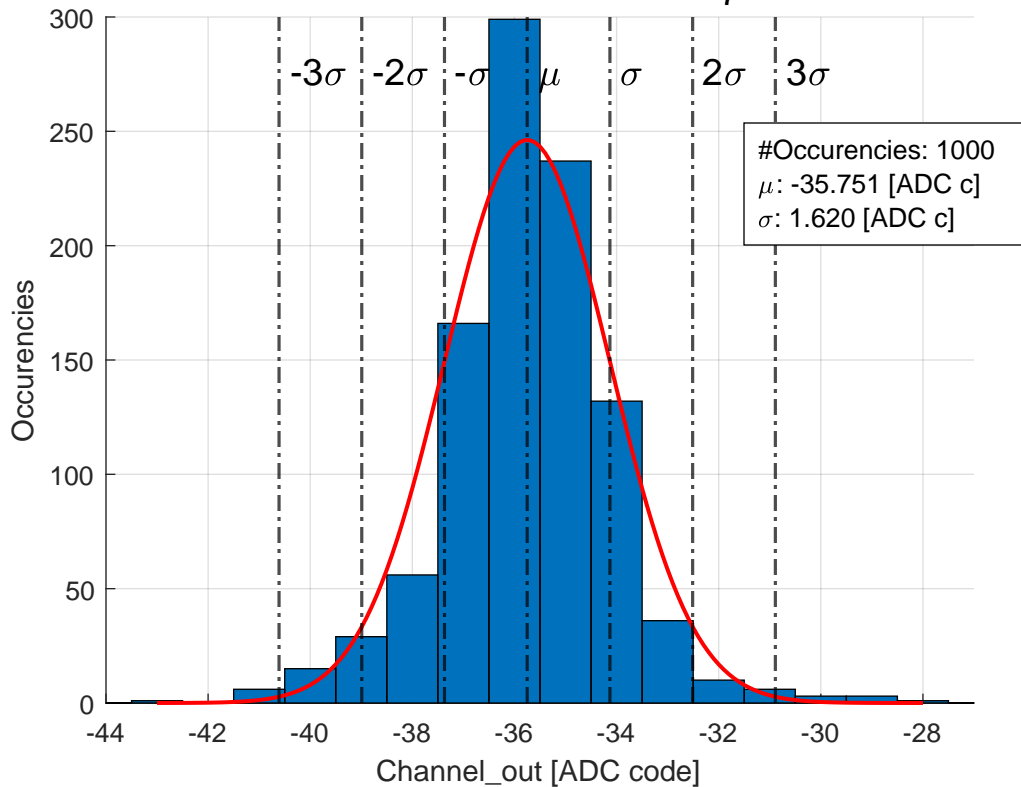 300
-3σ
-2σ
-σ
μ
σ
2σ
3σ
250
#Occurencies: 1000
μ: -35.751 [ADC c]
σ: 1.620 [ADC c]
200
Occurencies
150
100
50
0
-44
-42
-40
-38
-36
-34
-32
-30
-28
Channel_out [ADC code]